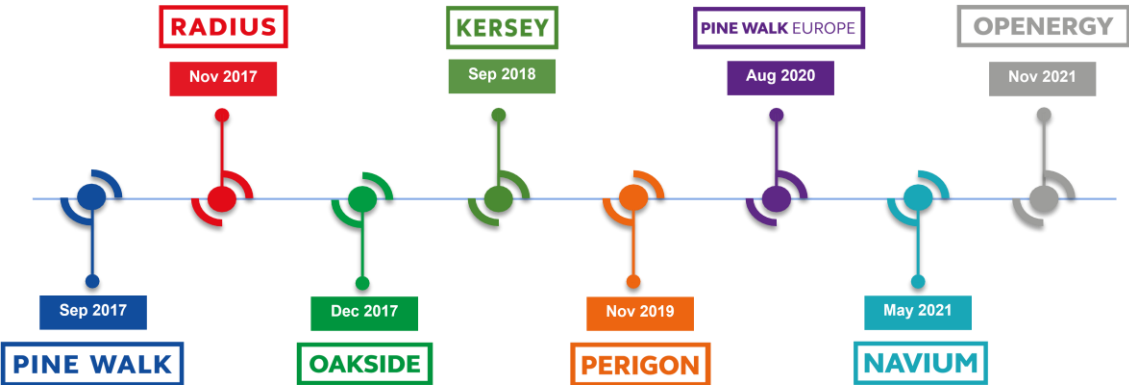 RADIUS
Nov 2017
KERSEY
Sep 2018
PINE WALK EUROPE
Aug 2020
OPENERGY
Nov 2021
Sep 2017
PINE WALK
Dec 2017
OAKSIDE
Nov 2019
PERIGON
May 2021
NAVIUM